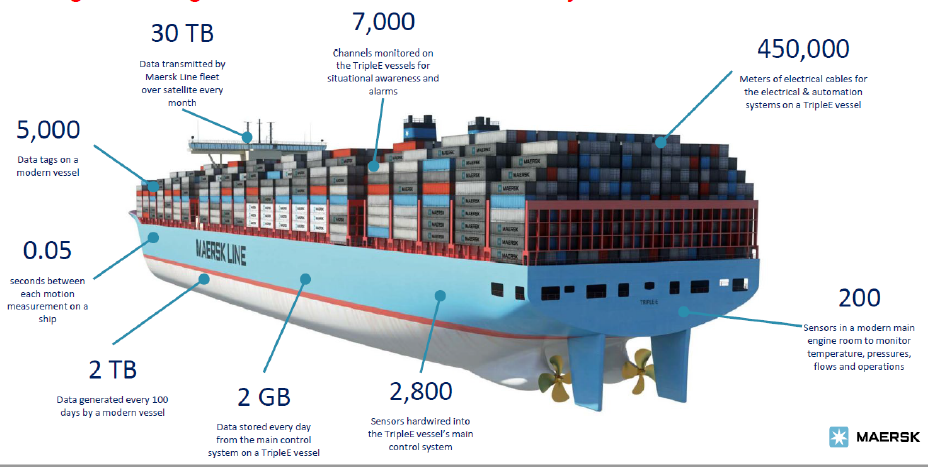 30 TB
Data transmitted by
Maersk Line fleet
over satellite every
month
7,000
Channels monitored on
the TripleE vessels for
situational awareness and
alarms
450,000
Meters of electrical cables for
the electrical & automation
systems on a TripleE vessel
5,000
Data tags on a
modern vessel
0.05
seconds between
each motion
measurement on a
ship
MAERSK LINE
MAERSK
MAERSK
TRIPLE-E
200
Sensors in a modern main
engine room to monitor
temperature, pressures,
flows and operations
2 TB
Data generated every 100
days by a modern vessel
2 GB
Data stored every day
from the main control
system on a TripleE vessel
2,800
Sensors hardwired into
the TripleE vessel's main
control system
MAERSK